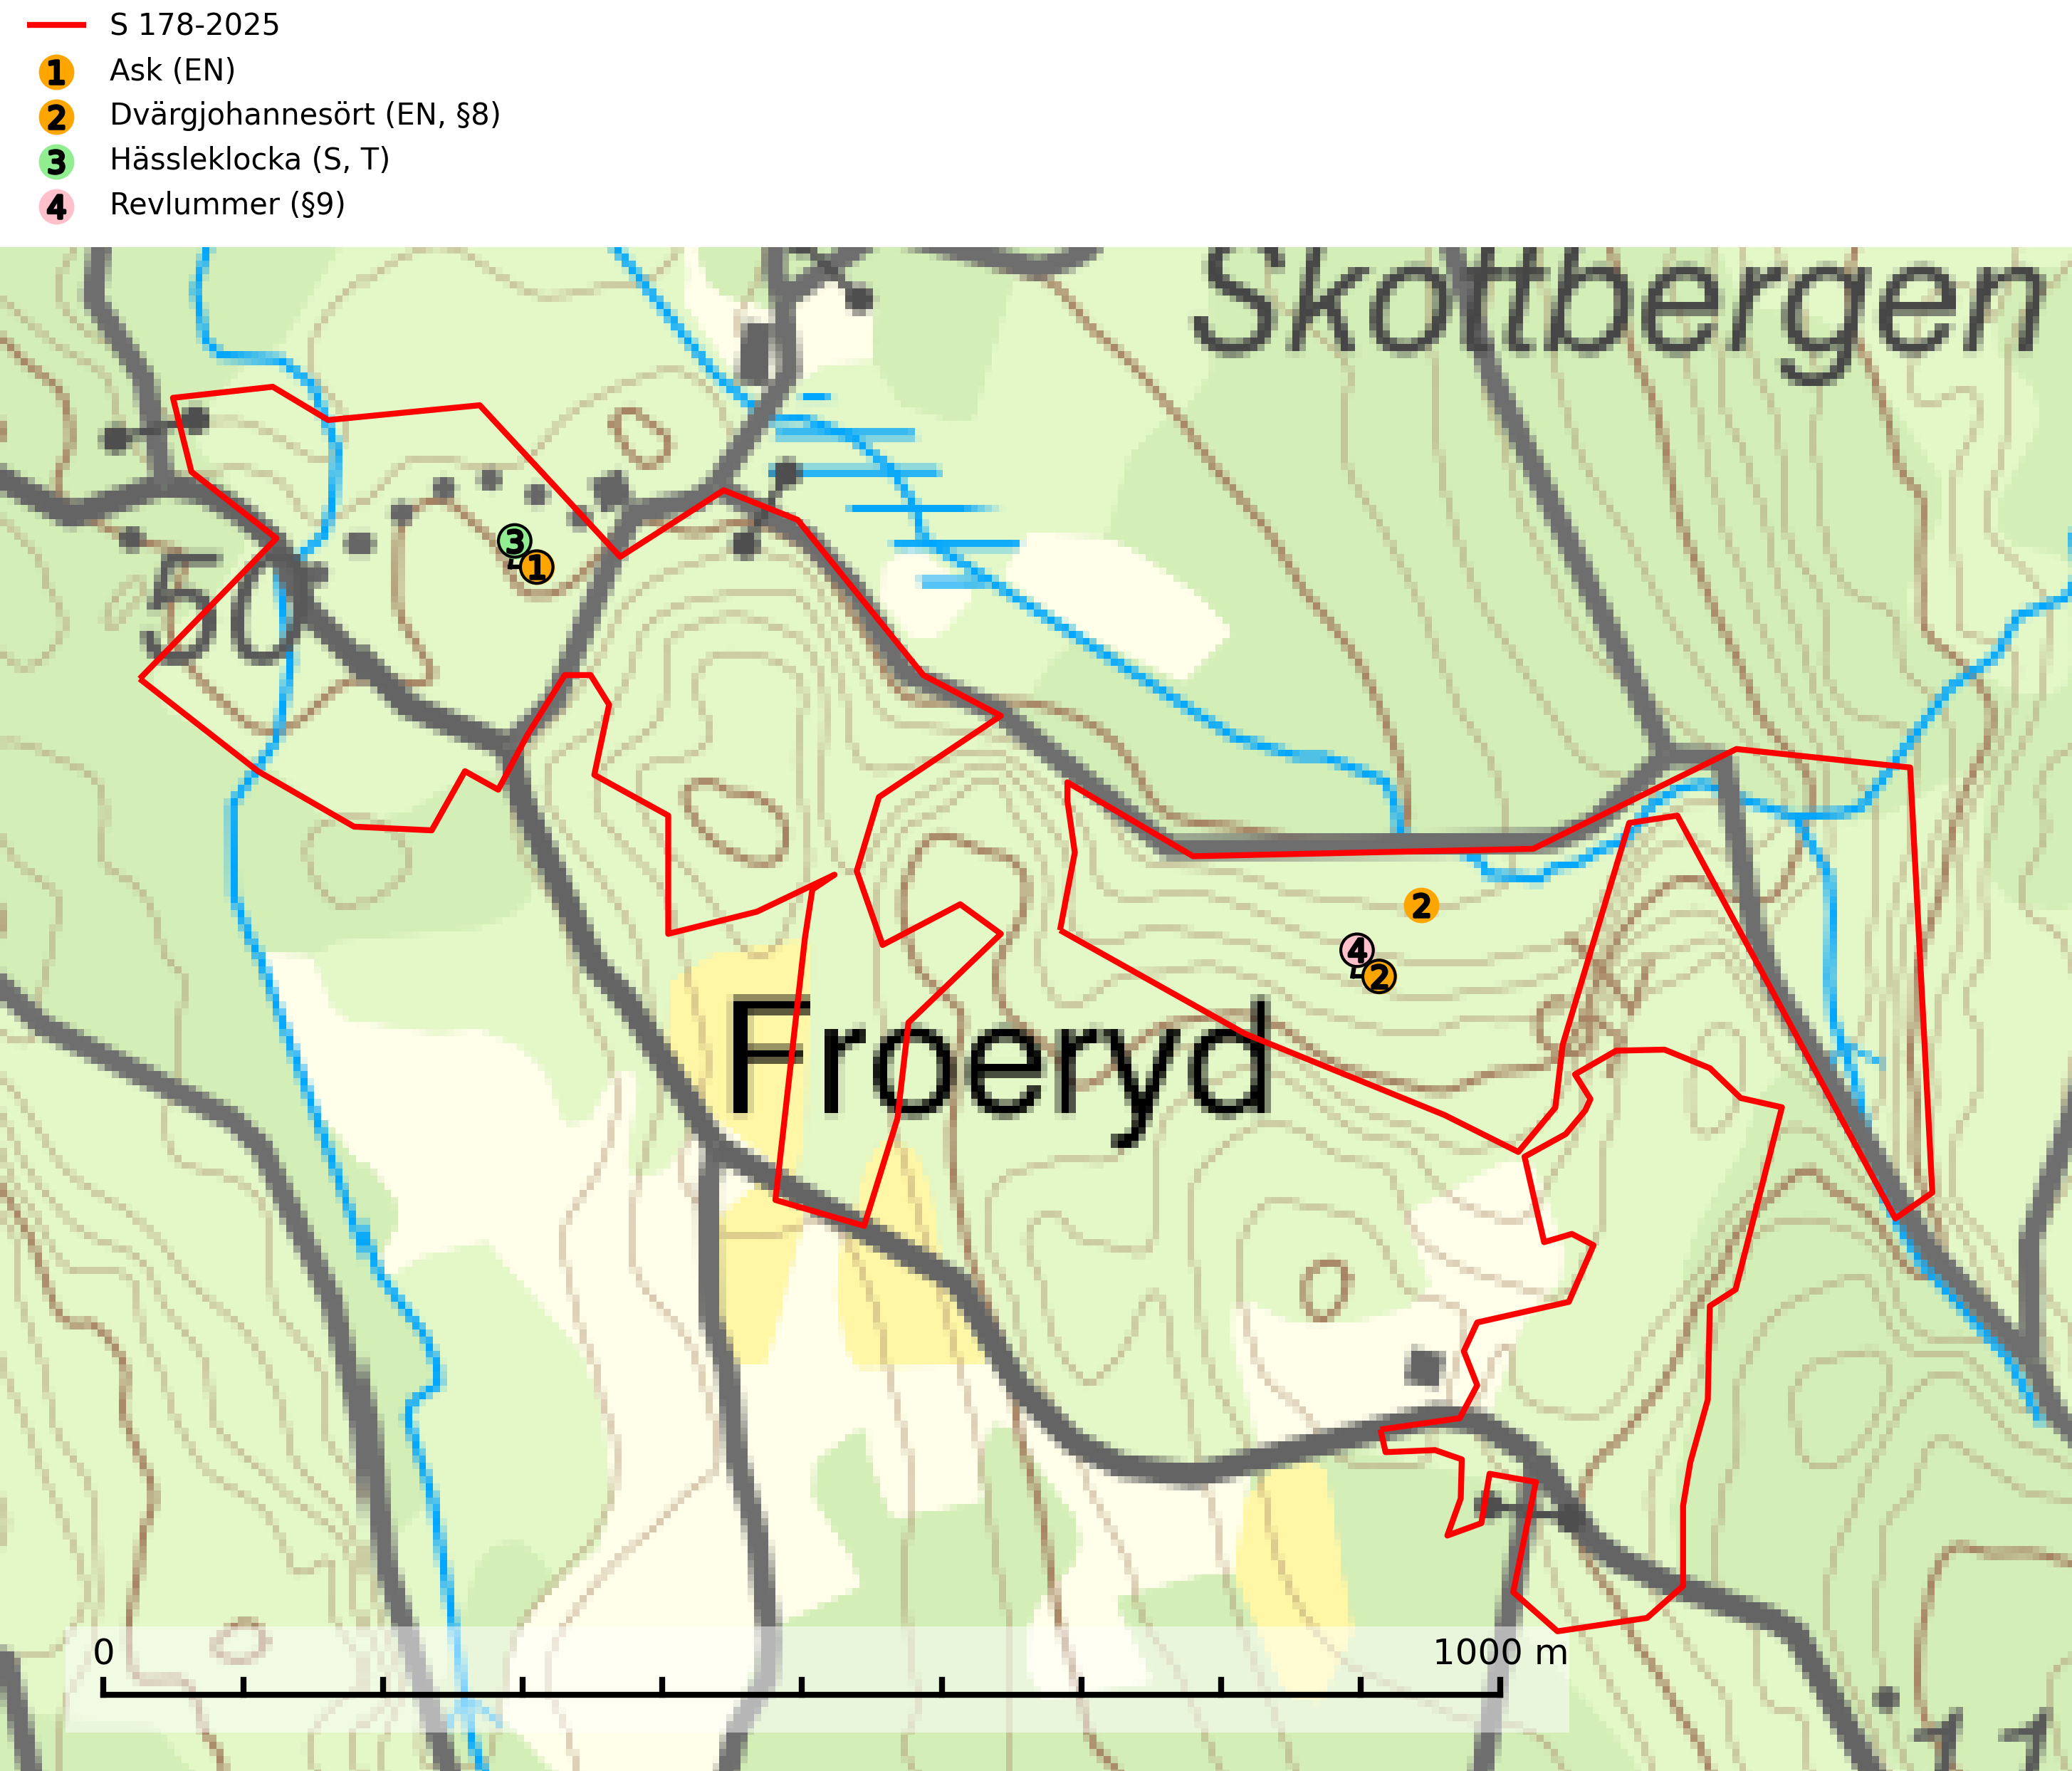 S 178-2025
1 Ask (EN)
2 Dvärgjohannesört (EN, §8)
3 Hässleklocka (S, T)
4 Revlummer (§9)
Skottbergen
3
1
50
2
4
2
Froeryd
0 1000 m
11